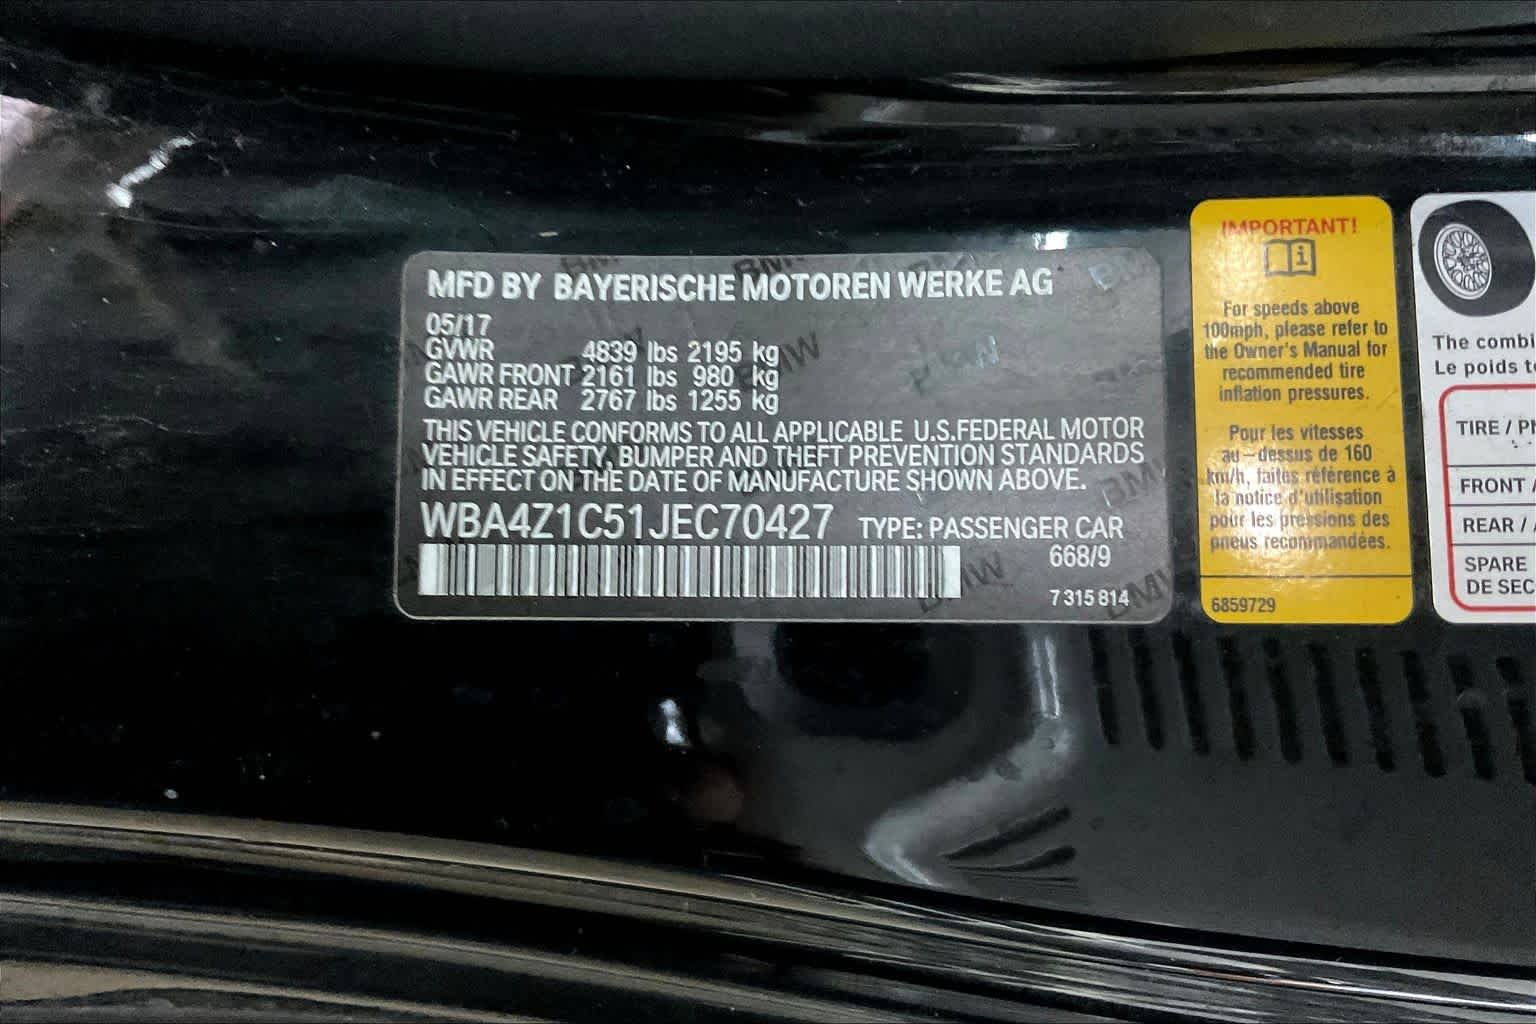 MFD BY BAYERISCHE MOTOREN WERKE AG
05/17
GVWR 4839 lbs 2195 kg
GAWR FRONT 2161 lbs 980 kg
GAWR REAR 2767 lbs 1255 kg
THIS VEHICLE CONFORMS TO ALL APPLICABLE U.S.FEDERAL MOTOR
VEHICLE SAFETY, BUMPER AND THEFT PREVENTION STANDARDS
IN EFFECT ON THE DATE OF MANUFACTURE SHOWN ABOVE.
WBA4Z1C51JEC70427 TYPE: PASSENGER CAR
668/9
7 315 814
IMPORTANT!
For speeds above
100mph, please refer to
the Owner's Manual for
recommended tire
inflation pressures.
Pour les vitesses
au-dessus de 160
km/h, faites référence à
la notice d'utilisation
pour les pressions des
pneus recommandées.
6859729
The combi
Le poids t
TIRE / P
FRONT /
REAR /
SPARE
DE SEC